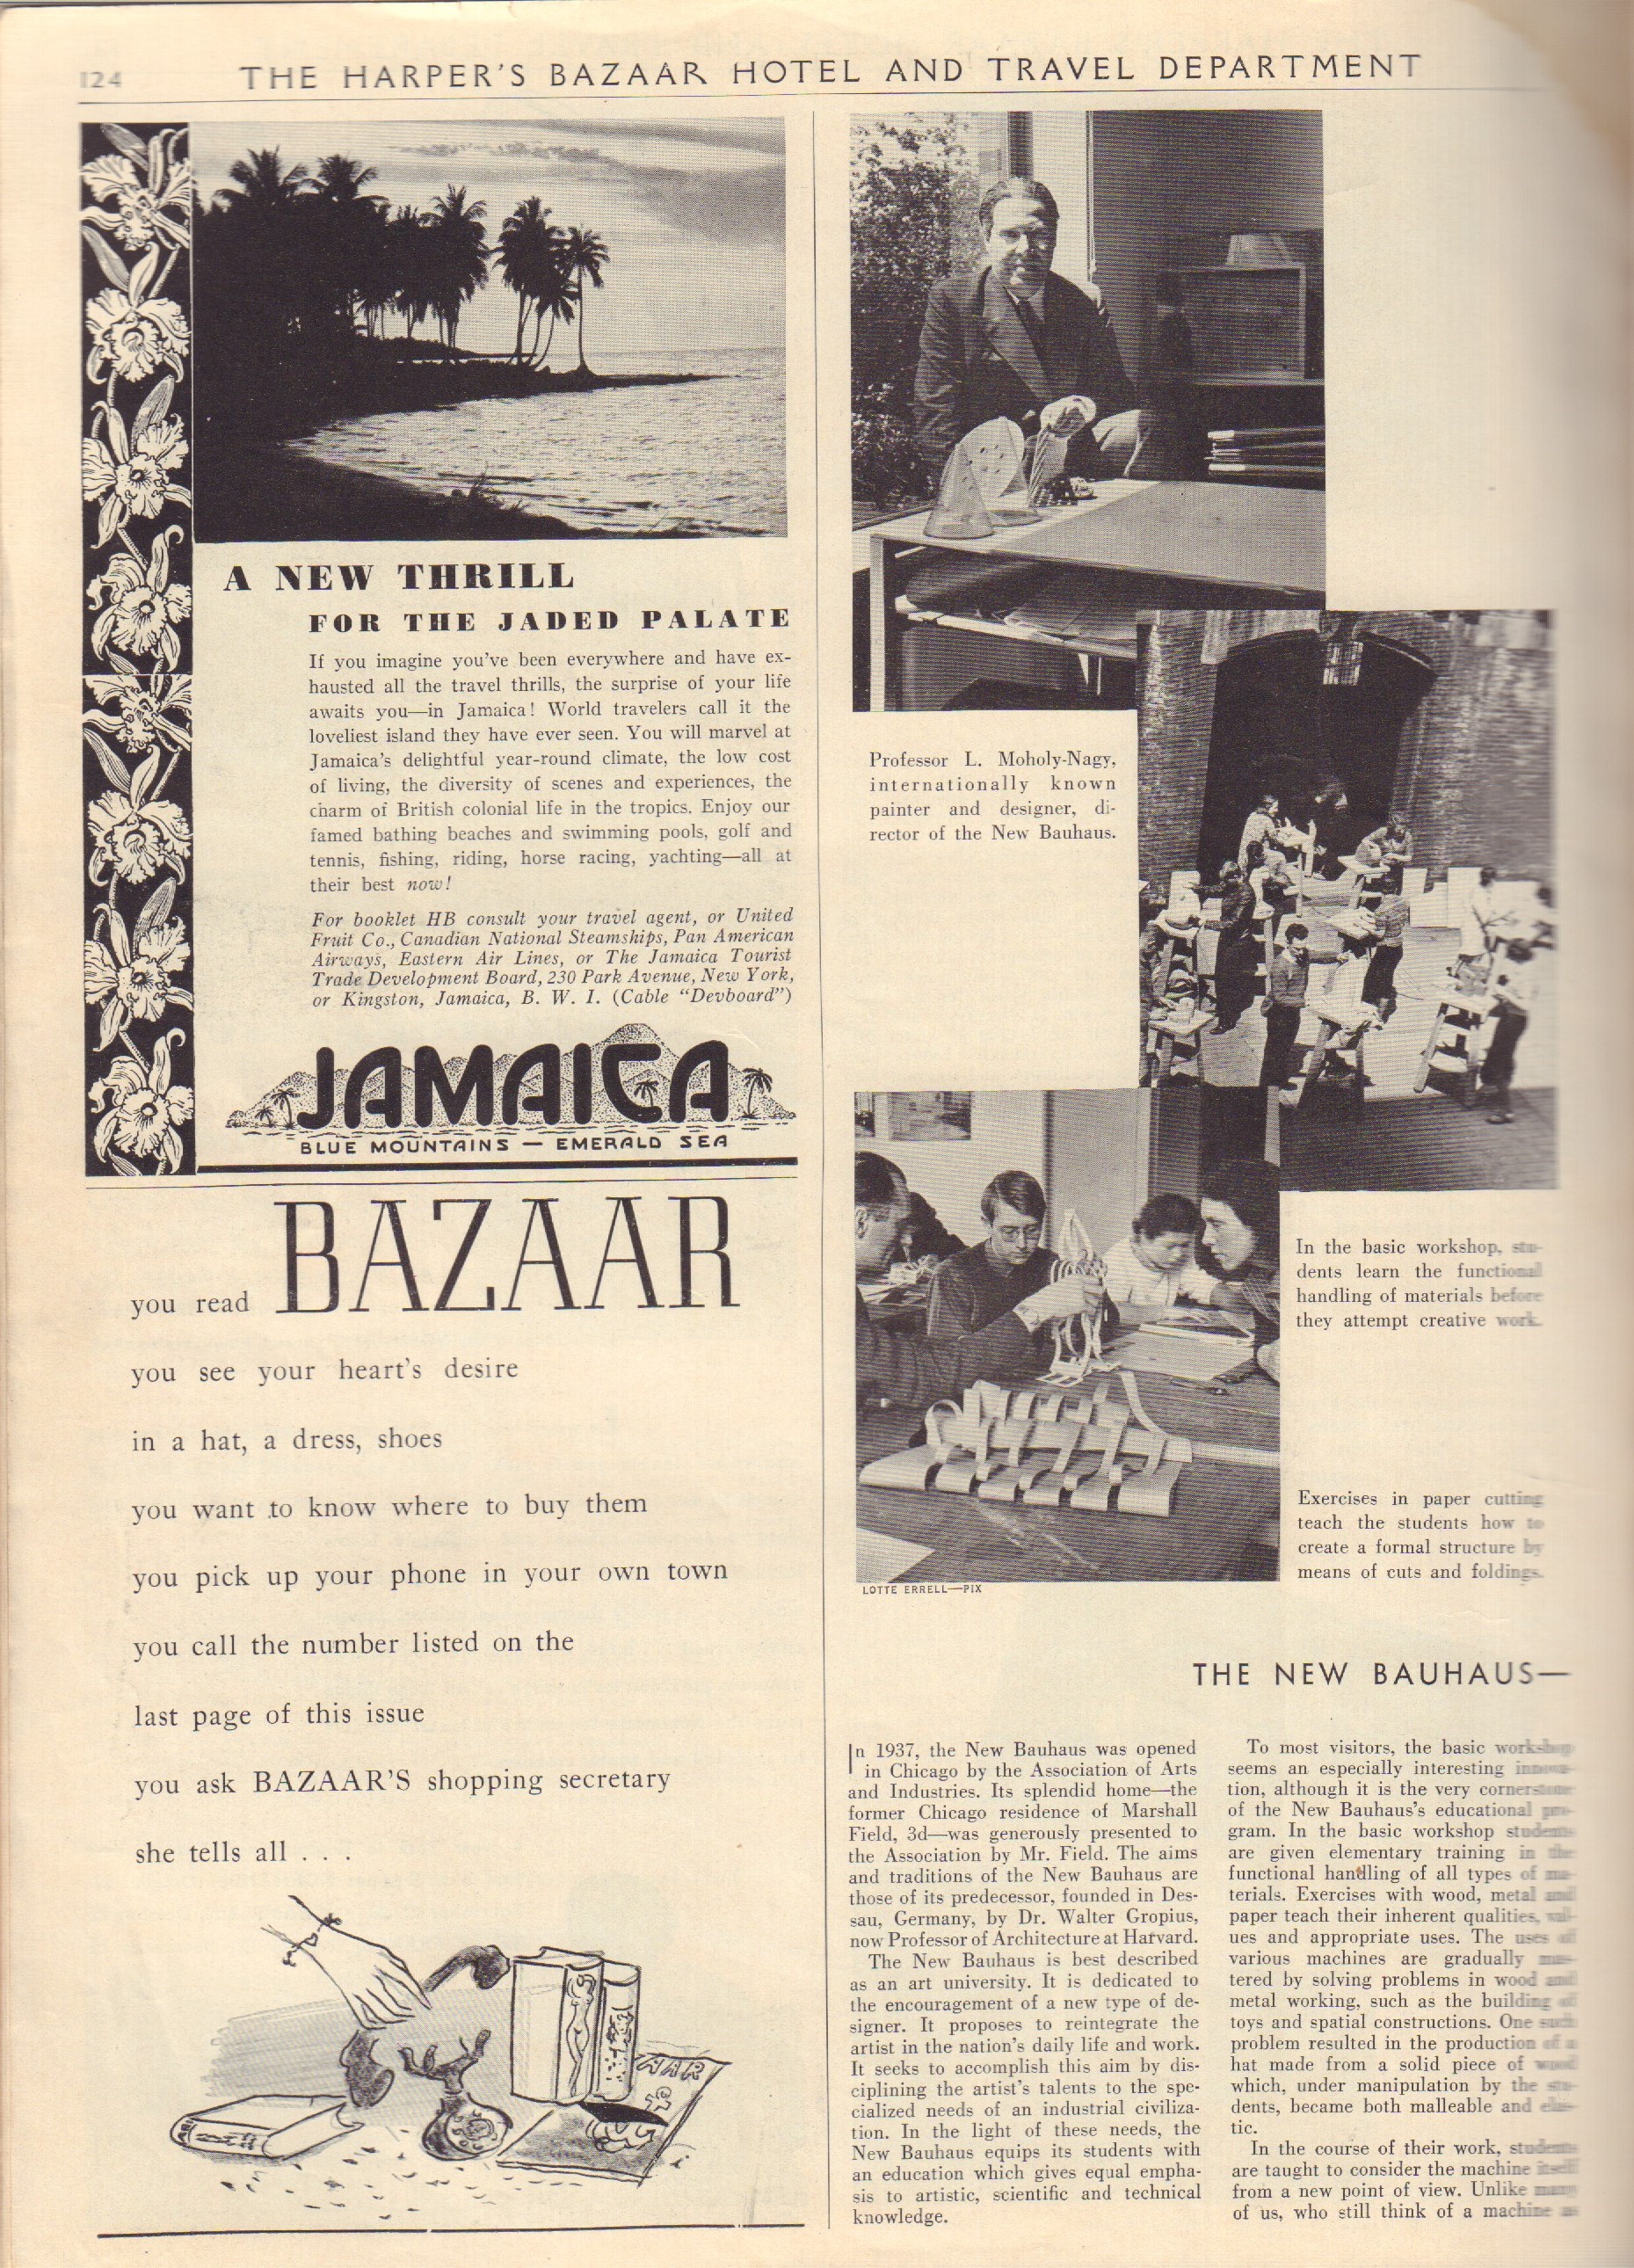 124
THE HARPER'S BAZAAR HOTEL AND TRAVEL DEPARTMENT
A NEW THRILL
FOR THE JADED PALATE
If you imagine you've been everywhere and have ex-
hausted all the travel thrills, the surprise of your life
awaits you—in Jamaica! World travelers call it the
loveliest island they have ever seen. You will marvel at
Jamaica's delightful year-round climate, the low cost
of living, the diversity of scenes and experiences, the
charm of British colonial life in the tropics. Enjoy our
famed bathing beaches and swimming pools, golf and
tennis, fishing, riding, horse racing, yachting—all at
their best now!
For booklet HB consult your travel agent, or United
Fruit Co., Canadian National Steamships, Pan American
Airways, Eastern Air Lines, or The Jamaica Tourist
Trade Development Board, 230 Park Avenue, New York,
or Kingston, Jamaica, B. W. I. (Cable "Devboard")
JAMAICA
BLUE MOUNTAINS — EMERALD SEA
you read BAZAAR
you see your heart's desire
in a hat, a dress, shoes
you want to know where to buy them
you pick up your phone in your own town
you call the number listed on the
last page of this issue
you ask BAZAAR'S shopping secretary
she tells all . . .
Professor L. Moholy-Nagy,
internationally known
painter and designer, di-
rector of the New Bauhaus.
In the basic workshop, stu-
dents learn the functional
handling of materials before
they attempt creative work.
Exercises in paper cutting
teach the students how to
create a formal structure by
means of cuts and foldings.
LOTTE ERRELL—PIX
THE NEW BAUHAUS—
In 1937, the New Bauhaus was opened
in Chicago by the Association of Arts
and Industries. Its splendid home—the
former Chicago residence of Marshall
Field, 3d—was generously presented to
the Association by Mr. Field. The aims
and traditions of the New Bauhaus are
those of its predecessor, founded in Des-
sau, Germany, by Dr. Walter Gropius,
now Professor of Architecture at Harvard.
The New Bauhaus is best described
as an art university. It is dedicated to
the encouragement of a new type of de-
signer. It proposes to reintegrate the
artist in the nation's daily life and work.
It seeks to accomplish this aim by dis-
ciplining the artist's talents to the spe-
cialized needs of an industrial civiliza-
tion. In the light of these needs, the
New Bauhaus equips its students with
an education which gives equal empha-
sis to artistic, scientific and technical
knowledge.
To most visitors, the basic workshop
seems an especially interesting innova-
tion, although it is the very cornerstone
of the New Bauhaus's educational pro-
gram. In the basic workshop students
are given elementary training in the
functional handling of all types of ma-
terials. Exercises with wood, metal and
paper teach their inherent qualities, val-
ues and appropriate uses. The uses of
various machines are gradually mas-
tered by solving problems in wood and
metal working, such as the building of
toys and spatial constructions. One such
problem resulted in the production of a
hat made from a solid piece of wood
which, under manipulation by the stu-
dents, became both malleable and elas-
tic.
In the course of their work, students
are taught to consider the machine itself
from a new point of view. Unlike many
of us, who still think of a machine as